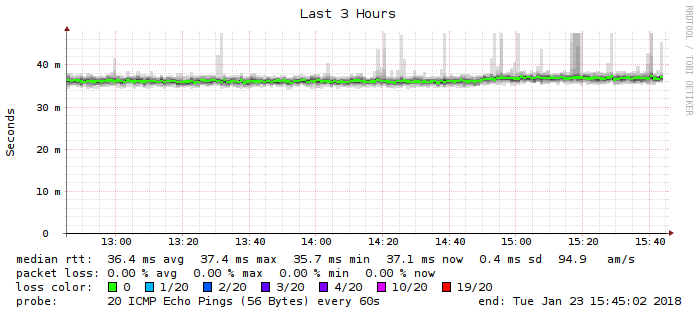 Last 3 Hours
RRDTOOL / TOBI OETIKER
Seconds
40 m
30 m
20 m
10 m
0
13:00 13:20 13:40 14:00 14:20 14:40 15:00 15:20 15:40
median rtt: 36.4 ms avg 37.4 ms max 35.7 ms min 37.1 ms now 0.4 ms sd 94.9 am/s
packet loss: 0.00 % avg 0.00 % max 0.00 % min 0.00 % now
loss color: 0 1/20 2/20 3/20 4/20 10/20 19/20
probe: 20 ICMP Echo Pings (56 Bytes) every 60s end: Tue Jan 23 15:45:02 2018